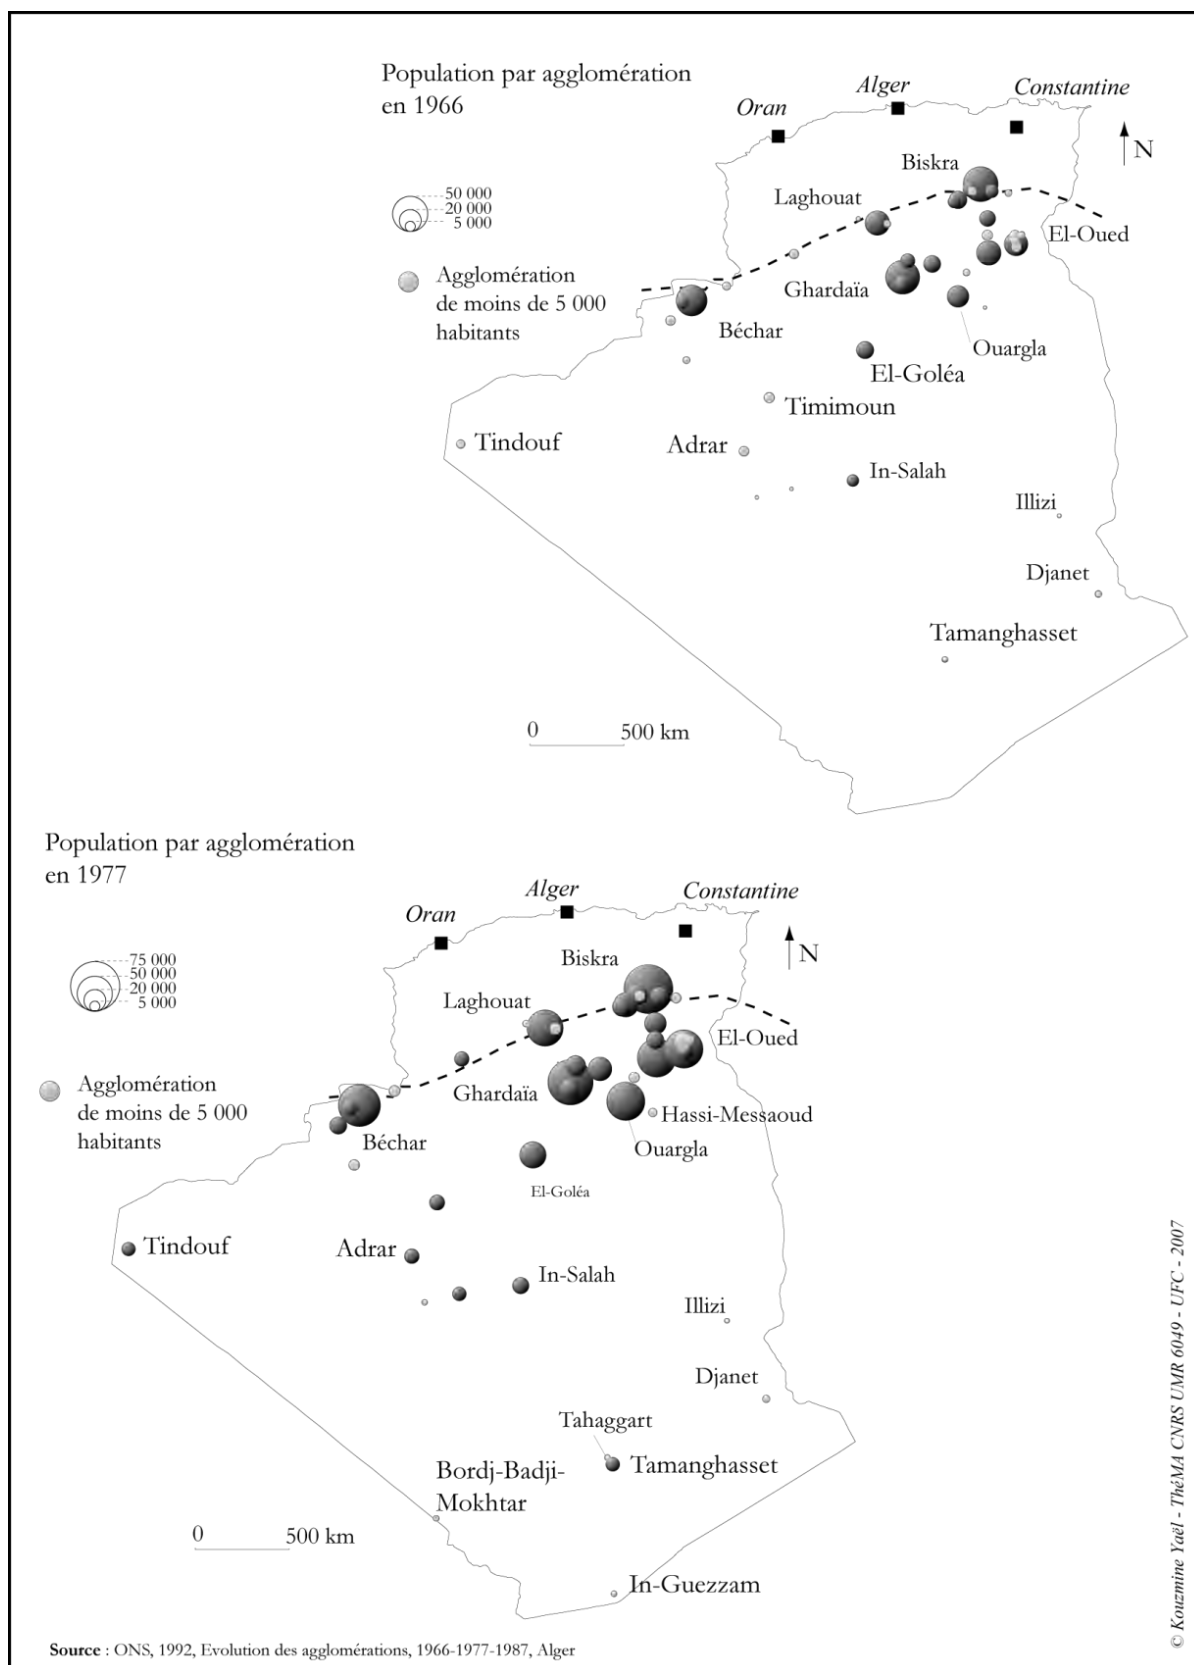 Population par agglomération
en 1966
Oran
Alger
Constantine
N
50 000
20 000
5 000
Agglomération
de moins de 5 000
habitants
Biskra
Laghouat
El-Oued
Ghardaïa
Béchar
Ouargla
El-Goléa
Timimoun
Tindouf
Adrar
In-Salah
Illizi
Djanet
Tamanghasset
0 500 km
Population par agglomération
en 1977
Oran
Alger
Constantine
N
75 000
50 000
20 000
5 000
Agglomération
de moins de 5 000
habitants
Biskra
Laghouat
El-Oued
Ghardaïa
Hassi-Messaoud
Béchar
Ouargla
El-Goléa
Tindouf
Adrar
In-Salah
Illizi
Djanet
Tahaggart
Tamanghasset
Bordj-Badji-
Mokhtar
0 500 km
In-Guezzam
Source : ONS, 1992, Evolution des agglomérations, 1966-1977-1987, Alger
© Kouzmine Yaël - ThéMA CNRS UMR 6049 - UFC - 2007